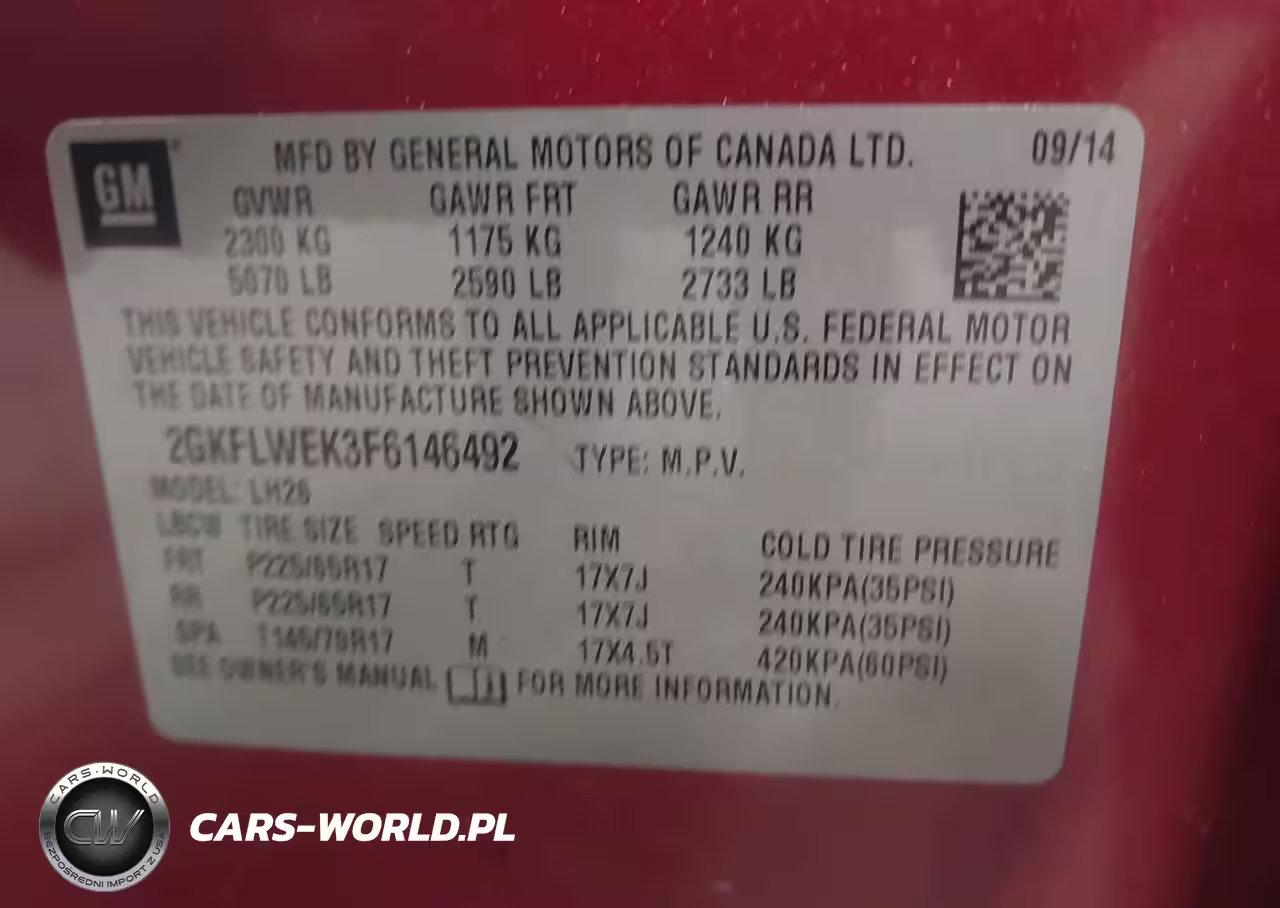 GM
MFD BY GENERAL MOTORS OF CANADA LTD. 09/14
GVWR GAWR FRT GAWR RR
2300 KG 1175 KG 1240 KG
5070 LB 2590 LB 2733 LB
THIS VEHICLE CONFORMS TO ALL APPLICABLE U.S. FEDERAL MOTOR
VEHICLE SAFETY AND THEFT PREVENTION STANDARDS IN EFFECT ON
THE DATE OF MANUFACTURE SHOWN ABOVE.
2GKFLWEK3F6146492 TYPE: M.P.V.
MODEL: LH26
LBCW TIRE SIZE SPEED RTG RIM COLD TIRE PRESSURE
FRT P225/65R17 T 17X7J 240KPA(35PSI)
RR P225/65R17 T 17X7J 240KPA(35PSI)
SPA T145/70R17 M 17X4.5T 420KPA(60PSI)
SEE OWNER'S MANUAL FOR MORE INFORMATION.
CARS-WORLD
CW
BEZPOŚREDNI IMPORT Z USA
CARS-WORLD.PL